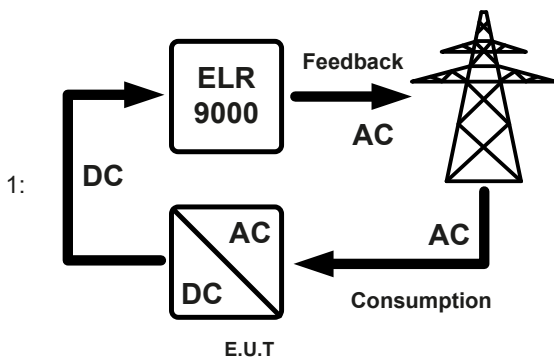 ELR
9000
Feedback
AC
1:
DC
AC
DC
AC
Consumption
E.U.T